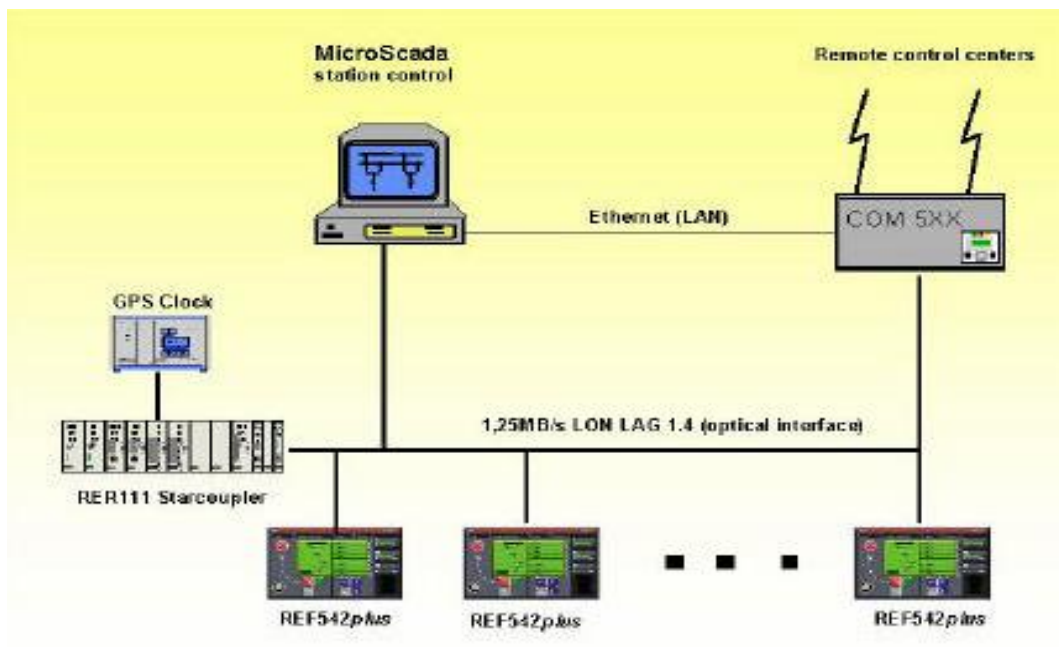 MicroScada
station control
Remote control centers
Ethernet (LAN)
COM 5XX
GPS Clock
1,25MB/s LON LAG 1.4 (optical interface)
RER111 Starcoupler
REF542plus
REF542plus
REF542plus